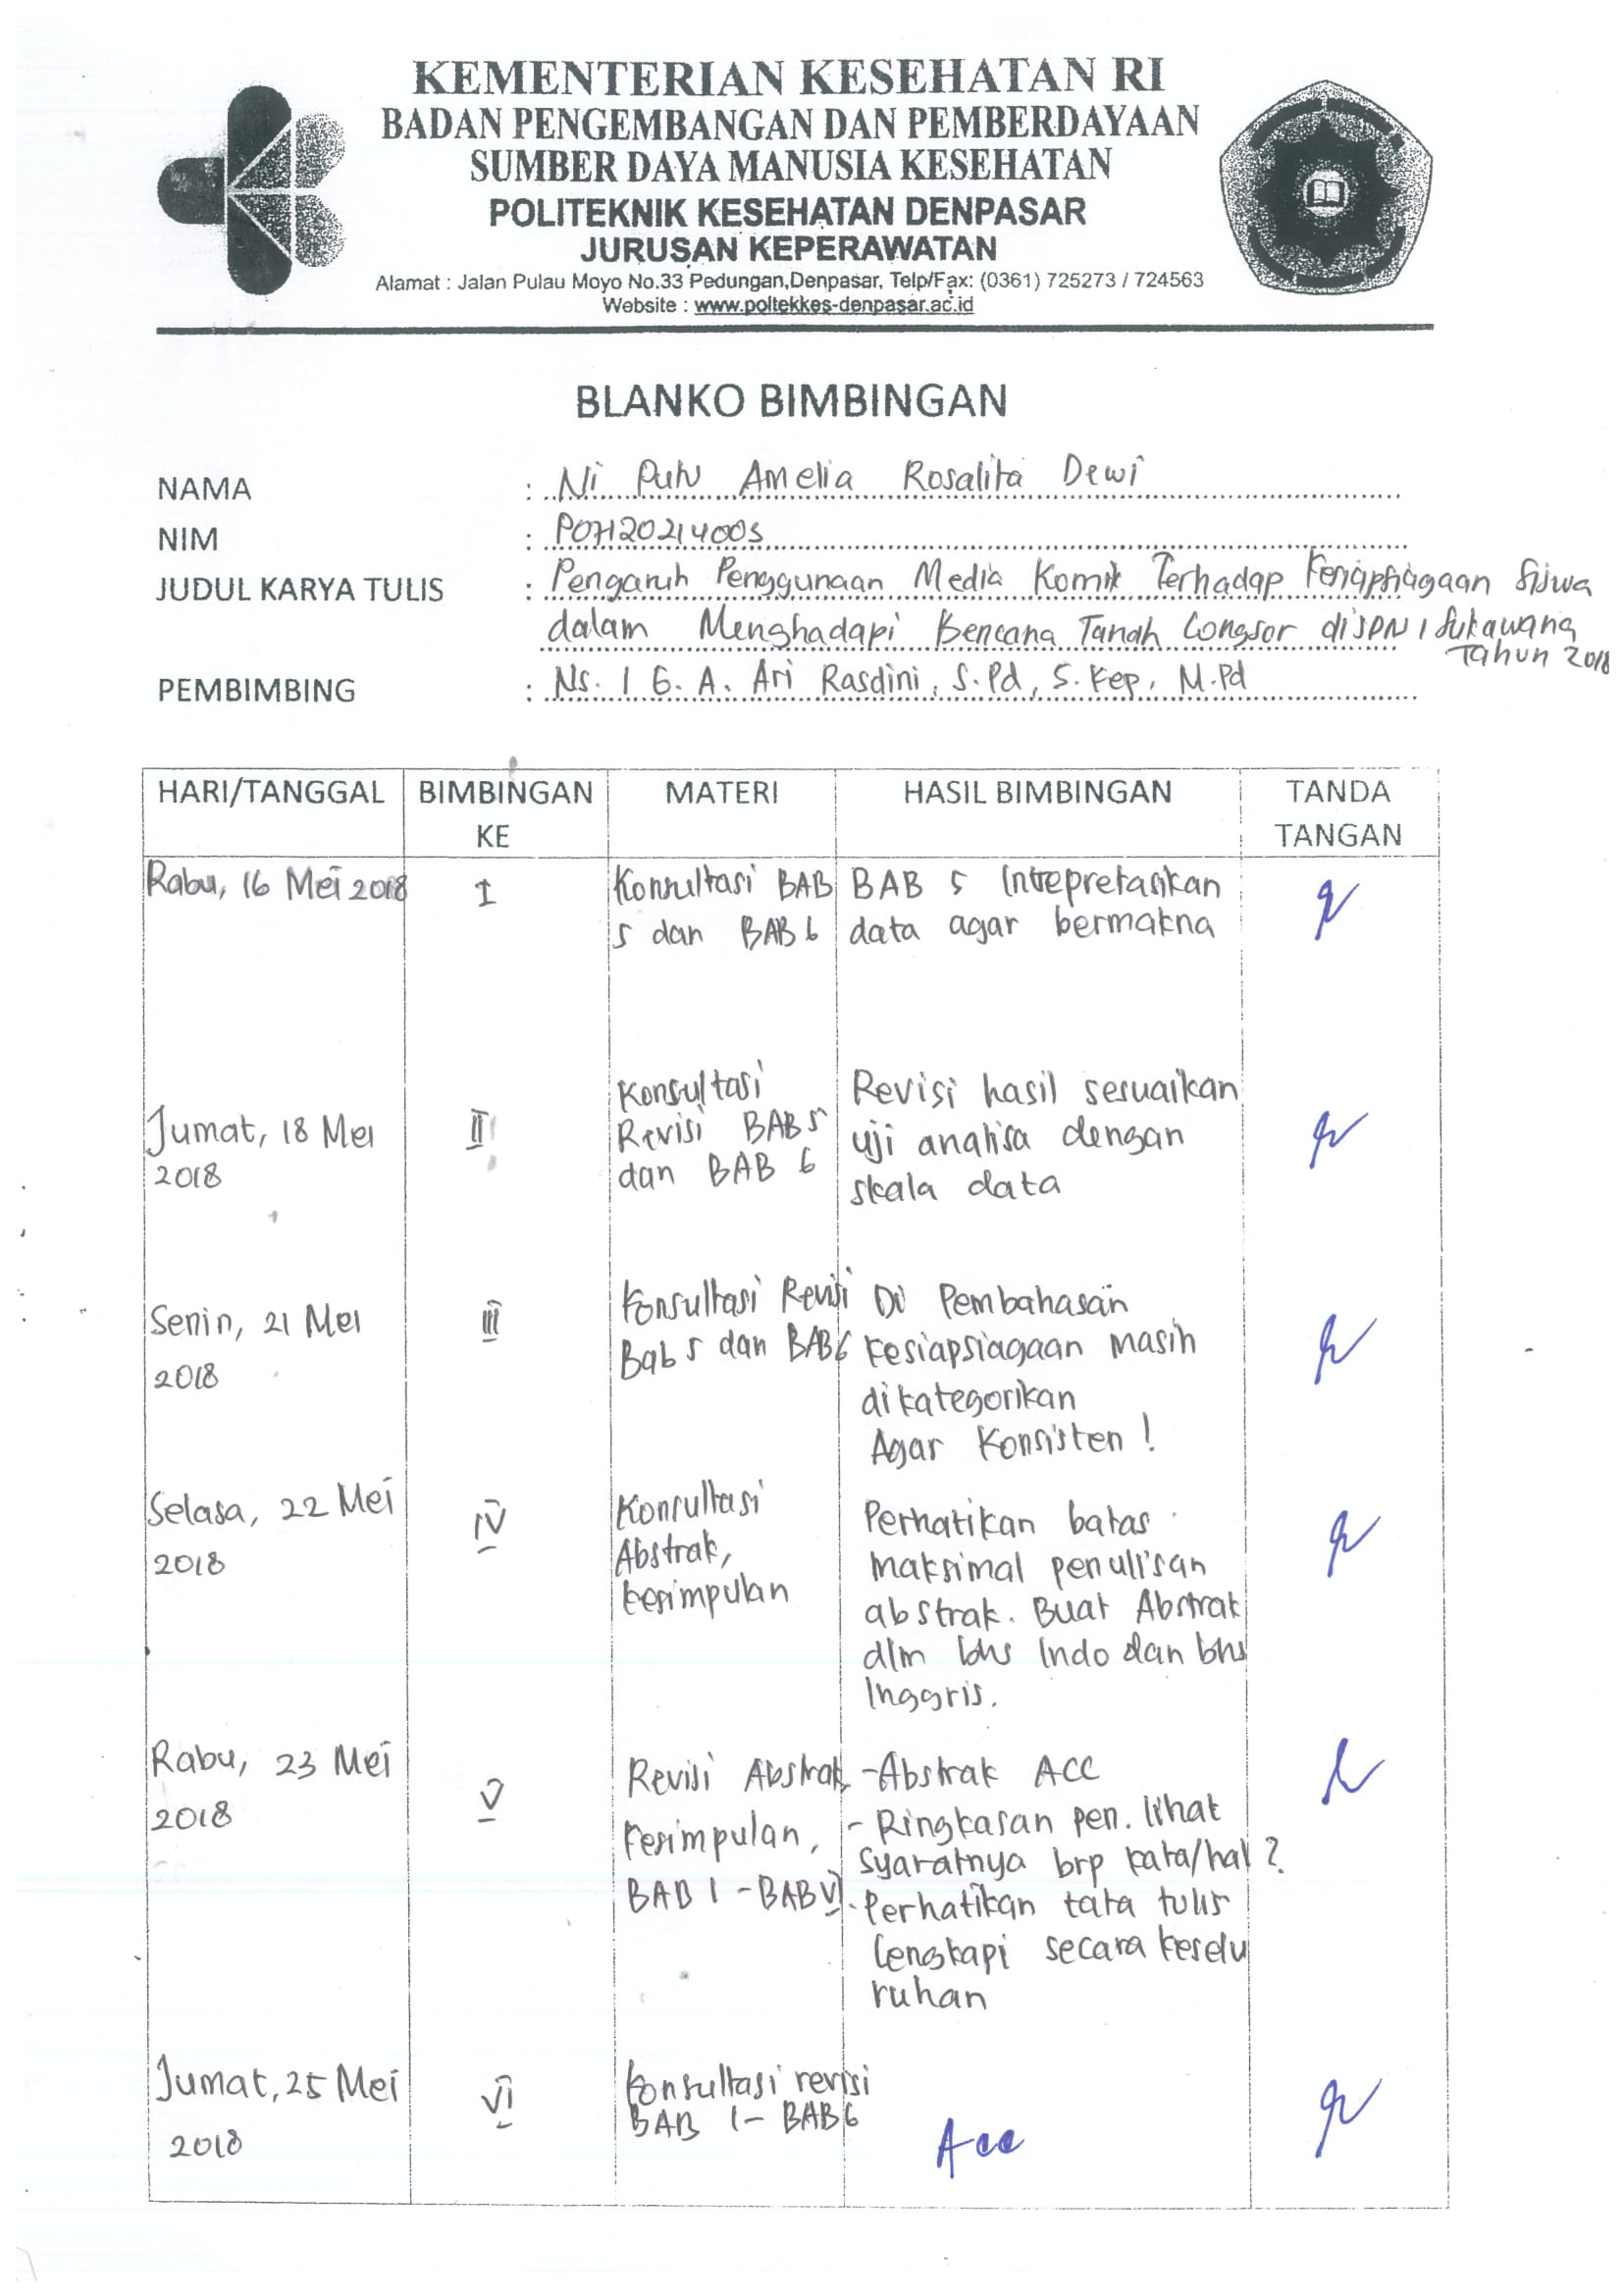 KEMENTERIAN KESEHATAN RI
BADAN PENGEMBANGAN DAN PEMBERDAYAAN
SUMBER DAYA MANUSIA KESEHATAN
POLITEKNIK KESEHATAN DENPASAR
JURUSAN KEPERAWATAN
Alamat : Jalan Pulau Moyo No.33 Pedungan,Denpasar, Telp/Fax: (0361) 725273 / 724563
Website : www.poltekkes-denpasar.ac.id
BLANKO BIMBINGAN
NAMA : Ni Putu Amelia Rosalita Dewi
NIM : P07120214005
JUDUL KARYA TULIS : Pengaruh Penggunaan Media Komik Terhadap Kesiapsiagaan Siswa
dalam Menghadapi Bencana Tanah Longsor di SDN 1 Sukawana
Tahun 2018
PEMBIMBING : Ns. I G. A. Ari Rasdini, S.Pd, S.Kep, M.Pd
HARI/TANGGAL BIMBINGAN MATERI HASIL BIMBINGAN TANDA
KE TANGAN
Rabu, 16 Mei 2018 I Konsultasi BAB BAB 5 Intrepretasikan
5 dan BAB 6 data agar bermakna
Konsultasi Revisi hasil sesuaikan
Jumat, 18 Mei II Revisi BAB 5 uji analisa dengan
2018 dan BAB 6 skala data
Konsultasi Revisi Di Pembahasan
Senin, 21 Mei III Bab 5 dan BAB 6 kesiapsiagaan masih
2018 dikategorikan
Agar Konsisten !
Selasa, 22 Mei IV Konsultasi Perhatikan batas
2018 Abstrak, maksimal penulisan
kesimpulan abstrak. Buat Abstrak
dlm bhs Indo dan bhs
Inggris.
Rabu, 23 Mei V Revisi Abstrak -Abstrak ACC
2018 kesimpulan, - Ringkasan pen. lihat
syaratnya brp kata/hal ?
BAB 1 - BAB VI - Perhatikan tata tulis
lengkapi secara keselu
ruhan
Jumat, 25 Mei VI Konsultasi revisi
2018 BAB 1 - BAB 6 Acc